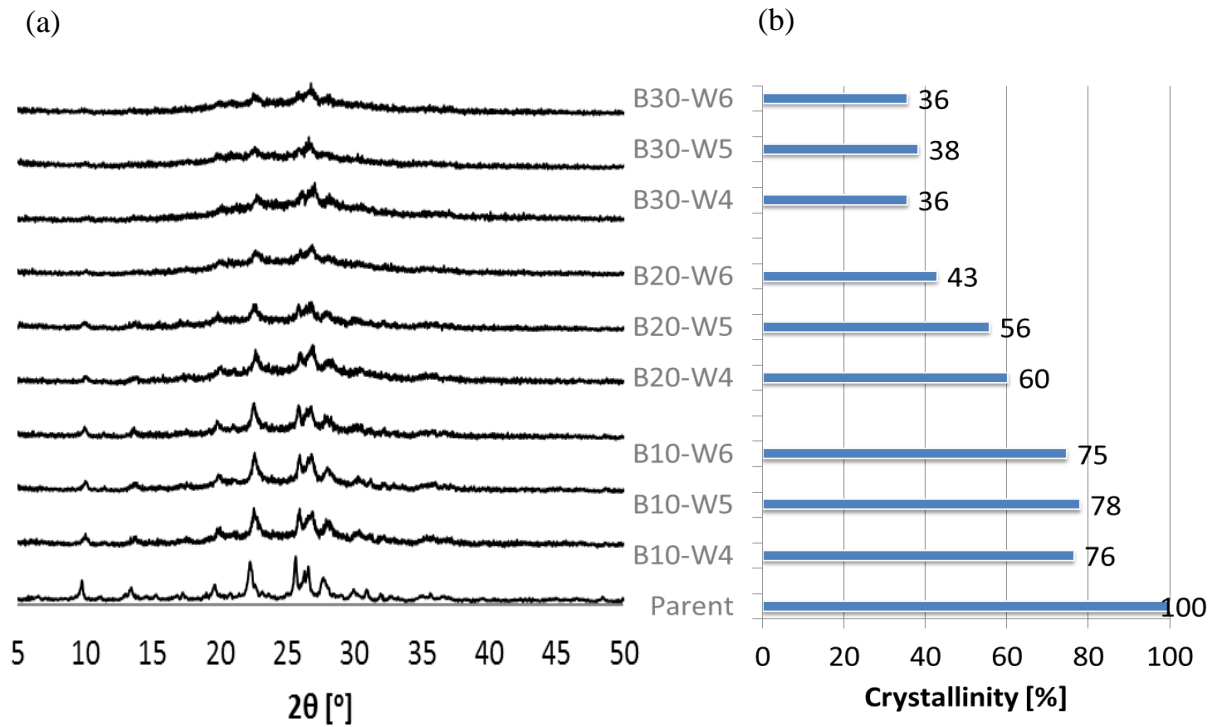 (a)
(b)
B30-W6 36
B30-W5 38
B30-W4 36
B20-W6 43
B20-W5 56
B20-W4 60
B10-W6 75
B10-W5 78
B10-W4 76
Parent 100
5 10 15 20 25 30 35 40 45 50
2θ [º]
0 20 40 60 80 100
Crystallinity [%]